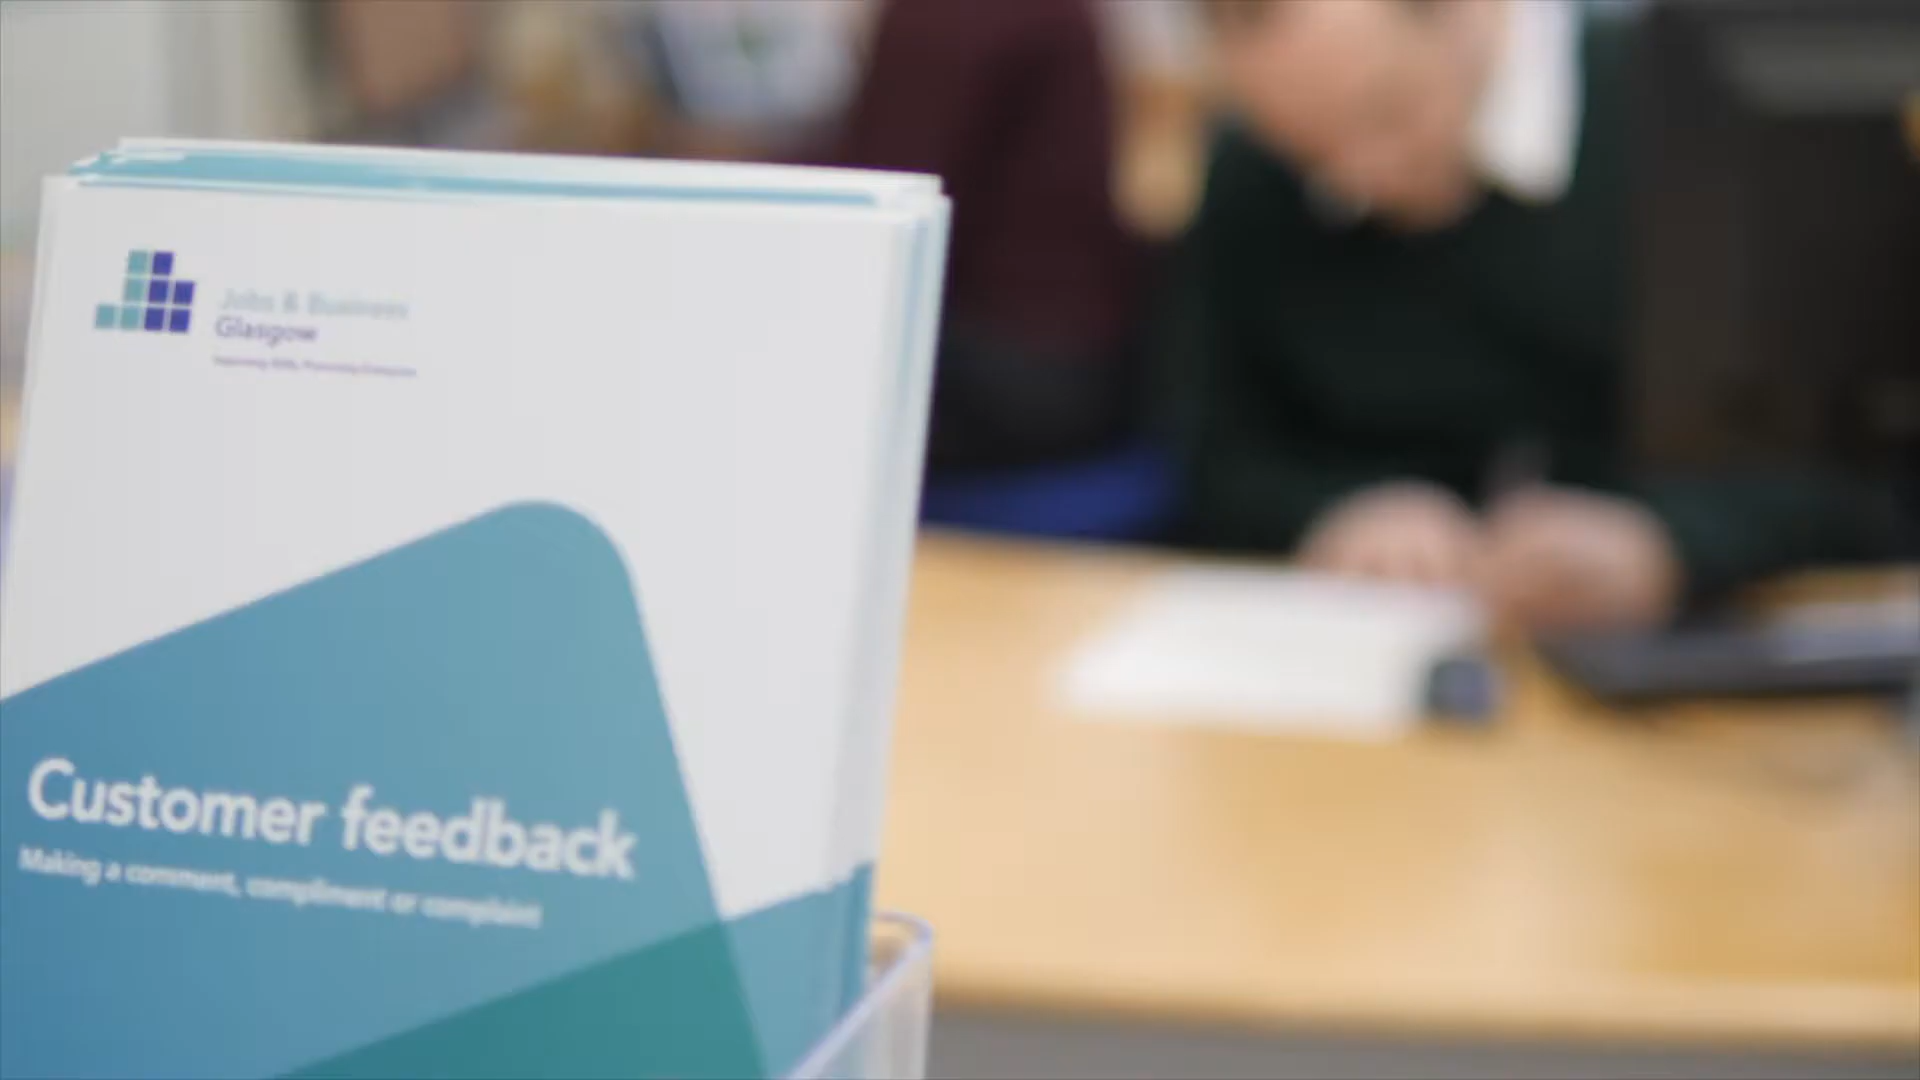 Jobs & Business
Glasgow
Customer feedback
Making a comment, compliment or complaint